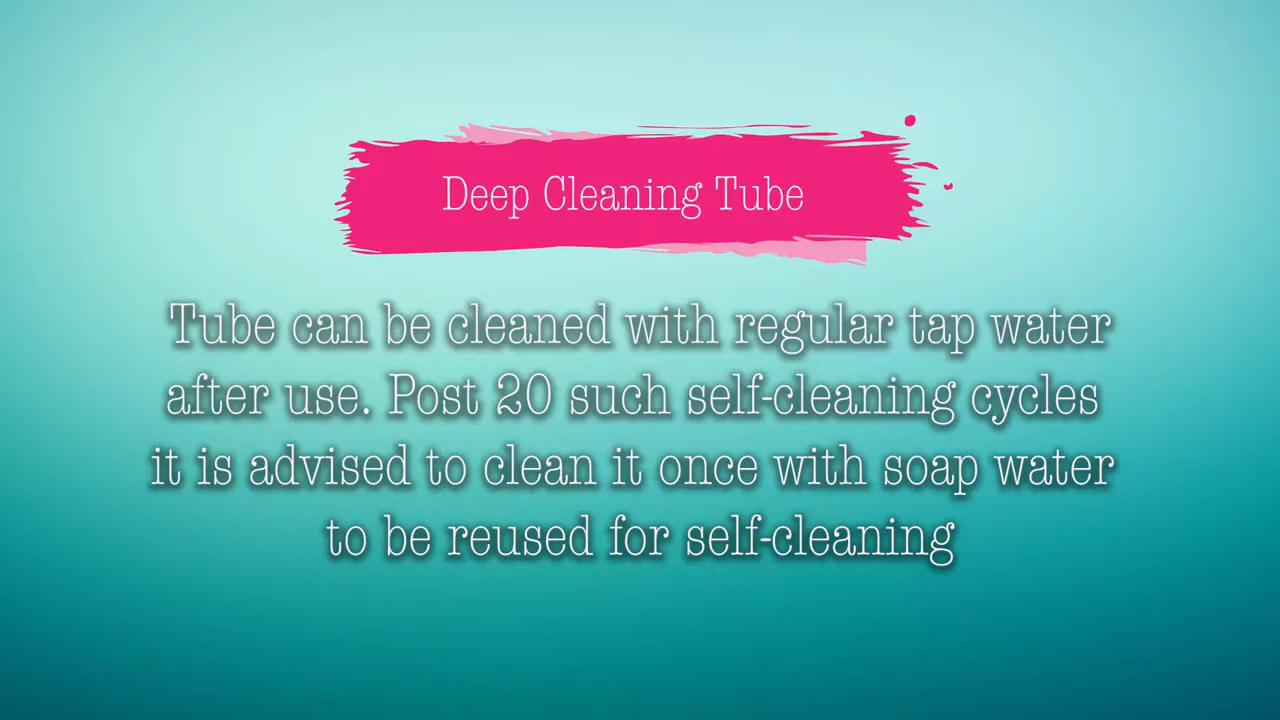 Deep Cleaning Tube
Tube can be cleaned with regular tap water
after use. Post 20 such self-cleaning cycles
it is advised to clean it once with soap water
to be reused for self-cleaning